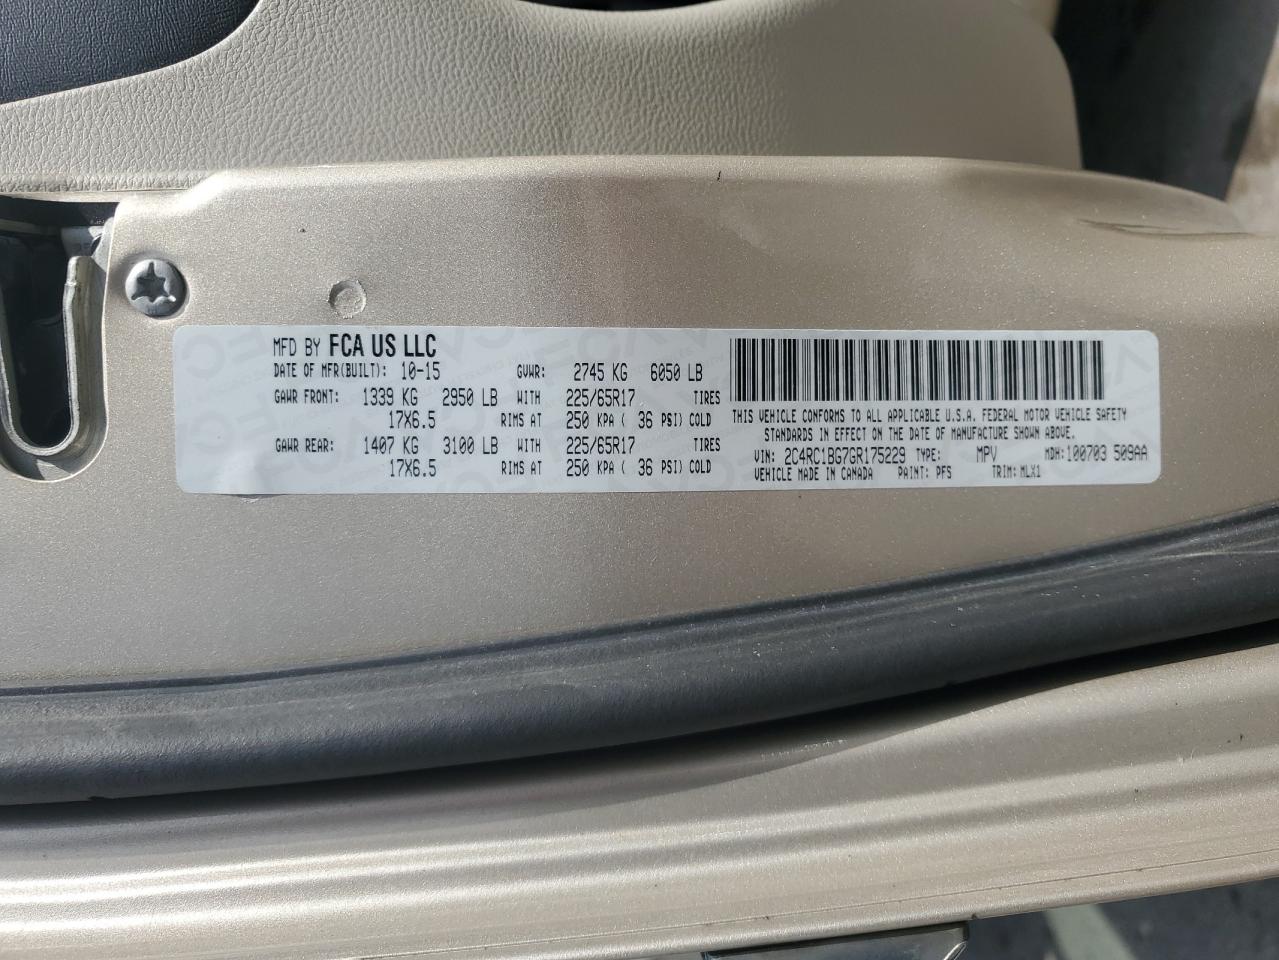 MFD BY FCA US LLC
DATE OF MFR(BUILT): 10-15 GVWR: 2745 KG 6050 LB
GAWR FRONT: 1339 KG 2950 LB WITH 225/65R17 TIRES
17X6.5 RIMS AT 250 KPA ( 36 PSI) COLD
GAWR REAR: 1407 KG 3100 LB WITH 225/65R17 TIRES
17X6.5 RIMS AT 250 KPA ( 36 PSI) COLD
THIS VEHICLE CONFORMS TO ALL APPLICABLE U.S.A. FEDERAL MOTOR VEHICLE SAFETY
STANDARDS IN EFFECT ON THE DATE OF MANUFACTURE SHOWN ABOVE.
VIN: 2C4RC1BG7GR175229 TYPE: MPV MDH: 100703 509AA
VEHICLE MADE IN CANADA PAINT: PFS TRIM: MLX1